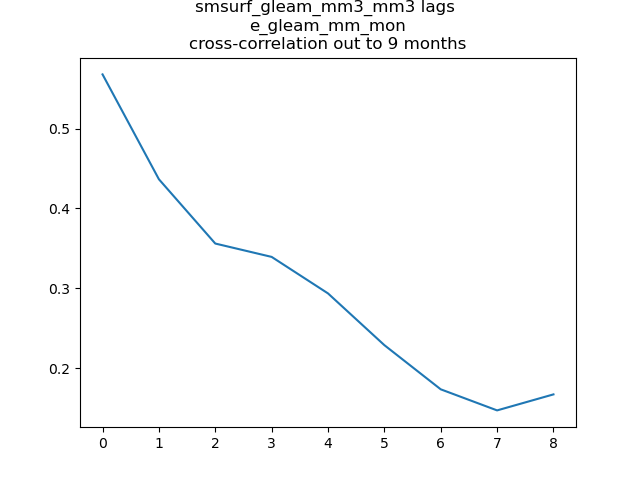 smsurf_gleam_mm3_mm3 lags
e_gleam_mm_mon
cross-correlation out to 9 months
0.5
0.4
0.3
0.2
0 1 2 3 4 5 6 7 8